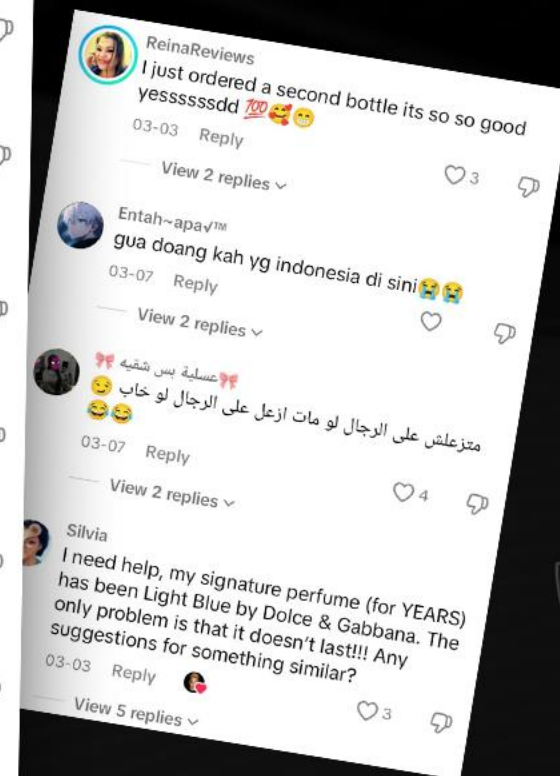 ReinaReviews
I just ordered a second bottle its so so good
yessssssdd 💯🥰😁
03-03 Reply
3
View 2 replies
Entah~apa√™
gua doang kah yg indonesia di sini😭😭
03-07 Reply
View 2 replies
🎀عسلية بس شقيه🎀
متزعلش على الرجال لو مات ازعل على الرجال لو خاب 😏
😂😂
03-07 Reply
4
View 2 replies
Silvia
I need help, my signature perfume (for YEARS)
has been Light Blue by Dolce & Gabbana. The
only problem is that it doesn't last!!! Any
suggestions for something similar?
03-03 Reply
3
View 5 replies